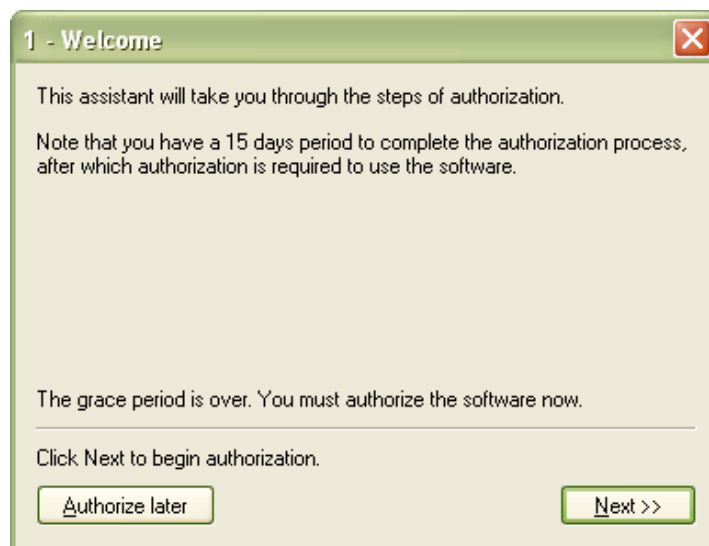 1 - Welcome
This assistant will take you through the steps of authorization.
Note that you have a 15 days period to complete the authorization process,
after which authorization is required to use the software.
The grace period is over. You must authorize the software now.
Click Next to begin authorization.
Authorize later
Next >>